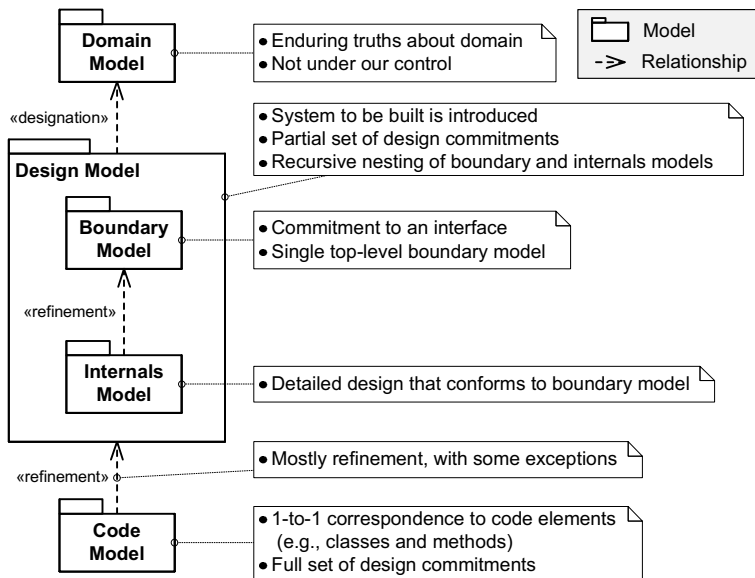 Domain
Model
● Enduring truths about domain
● Not under our control
Model
Relationship
«designation»
● System to be built is introduced
● Partial set of design commitments
● Recursive nesting of boundary and internals models
Design Model
Boundary
Model
● Commitment to an interface
● Single top-level boundary model
«refinement»
Internals
Model
● Detailed design that conforms to boundary model
«refinement»
● Mostly refinement, with some exceptions
Code
Model
● 1-to-1 correspondence to code elements
(e.g., classes and methods)
● Full set of design commitments